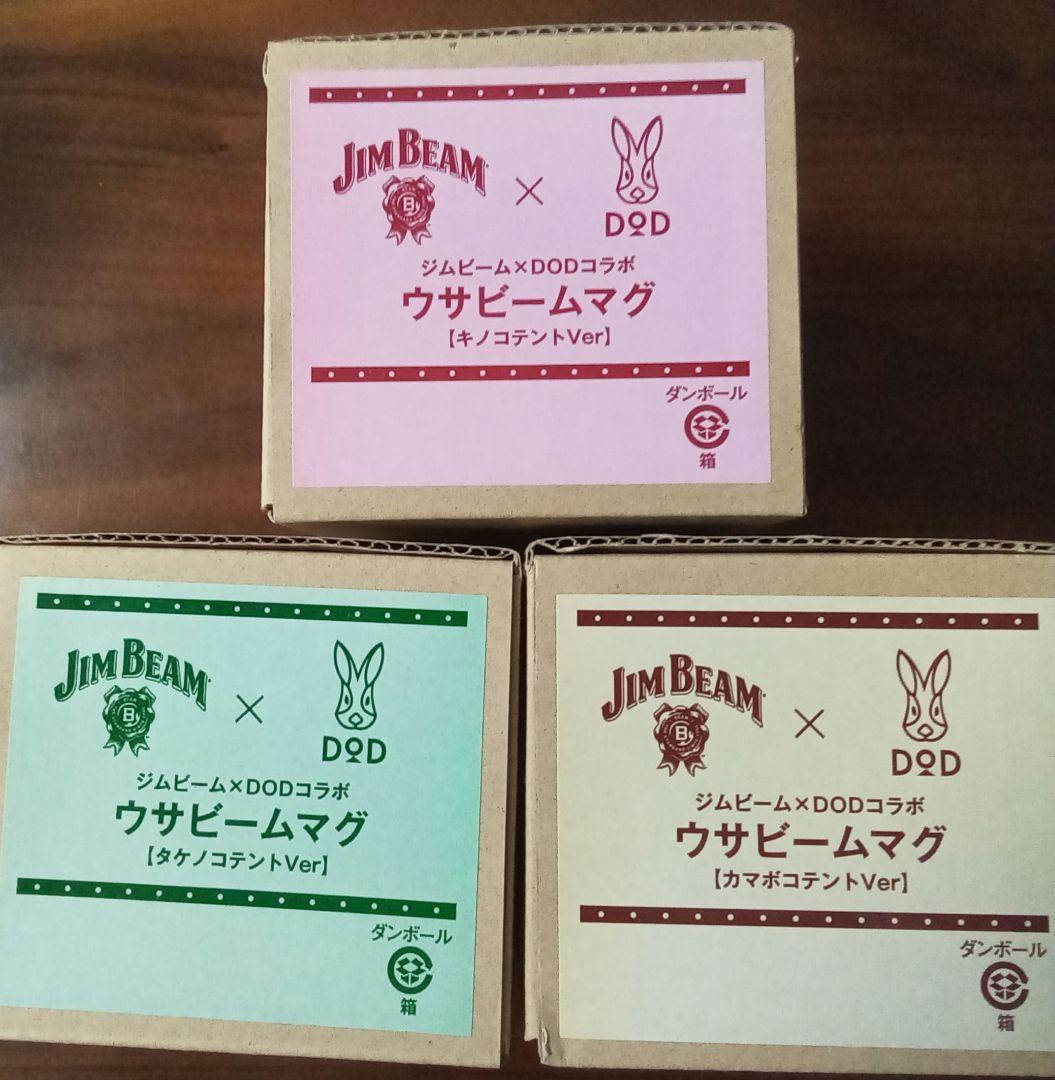 JIM BEAM
B
×
DOD
ジムビーム×DODコラボ
ウサビームマグ
【キノコテントVer】
ダンボール
箱
JIM BEAM
B
×
DOD
ジムビーム×DODコラボ
ウサビームマグ
【タケノコテントVer】
ダンボール
箱
JIM BEAM
B
×
DOD
ジムビーム×DODコラボ
ウサビームマグ
【カマボコテントVer】
ダンボール
箱